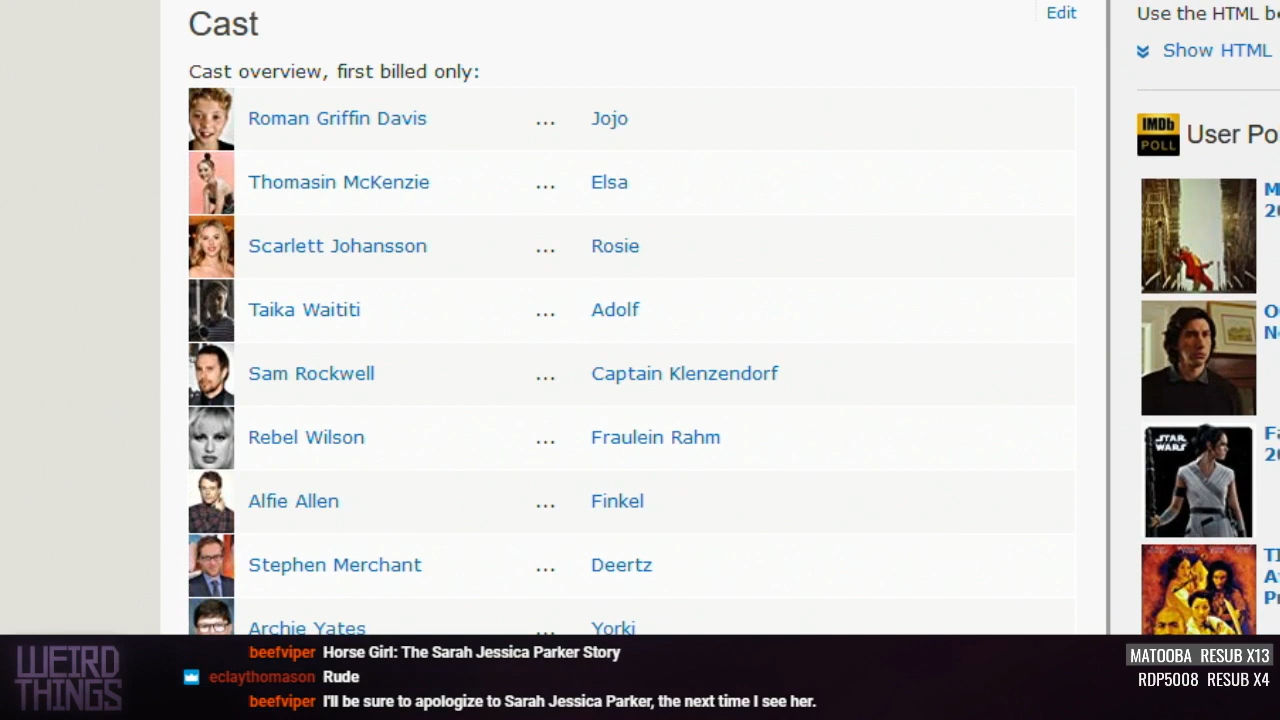 Cast
Edit
Cast overview, first billed only:
Roman Griffin Davis ... Jojo
Thomasin McKenzie ... Elsa
Scarlett Johansson ... Rosie
Taika Waititi ... Adolf
Sam Rockwell ... Captain Klenzendorf
Rebel Wilson ... Fraulein Rahm
Alfie Allen ... Finkel
Stephen Merchant ... Deertz
Archie Yates ... Yorki
Use the HTML
Show HTML
IMDb
POLL
User
STAR
WARS
WEIRD
THINGS
beefviper Horse Girl: The Sarah Jessica Parker Story
eclaythomason Rude
beefviper I'll be sure to apologize to Sarah Jessica Parker, the next time I see her.
MATOOBA RESUB X13
RDP5008 RESUB X4